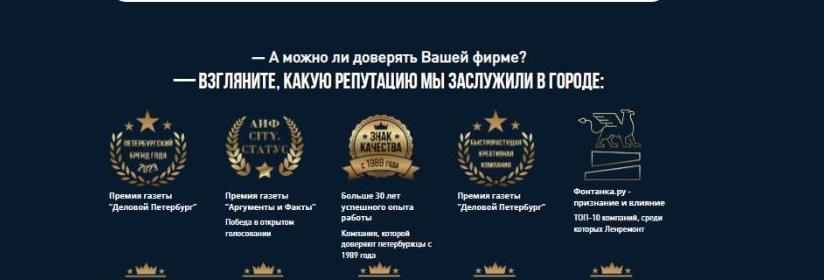 — А можно ли доверять Вашей фирме?
— ВЗГЛЯНИТЕ, КАКУЮ РЕПУТАЦИЮ МЫ ЗАСЛУЖИЛИ В ГОРОДЕ:
ПЕТЕРБУРГСКИЙ
БРЕНД ГОДА
2023
АИФ
CITY.
СТАТУС
ЗНАК
КАЧЕСТВА
с 1989 года
БЫСТРОРАСТУЩАЯ
КРЕАТИВНАЯ
КОМПАНИЯ
Премия газеты
"Деловой Петербург"
Премия газеты
"Аргументы и Факты"
Победа в открытом
голосовании
Больше 30 лет
успешного опыта
работы
Компания, которой
доверяют петербуржцы с
1989 года
Премия газеты
"Деловой Петербург"
Фонтанка.ру -
признание и влияние
ТОП-10 компаний, среди
которых Ленремонт